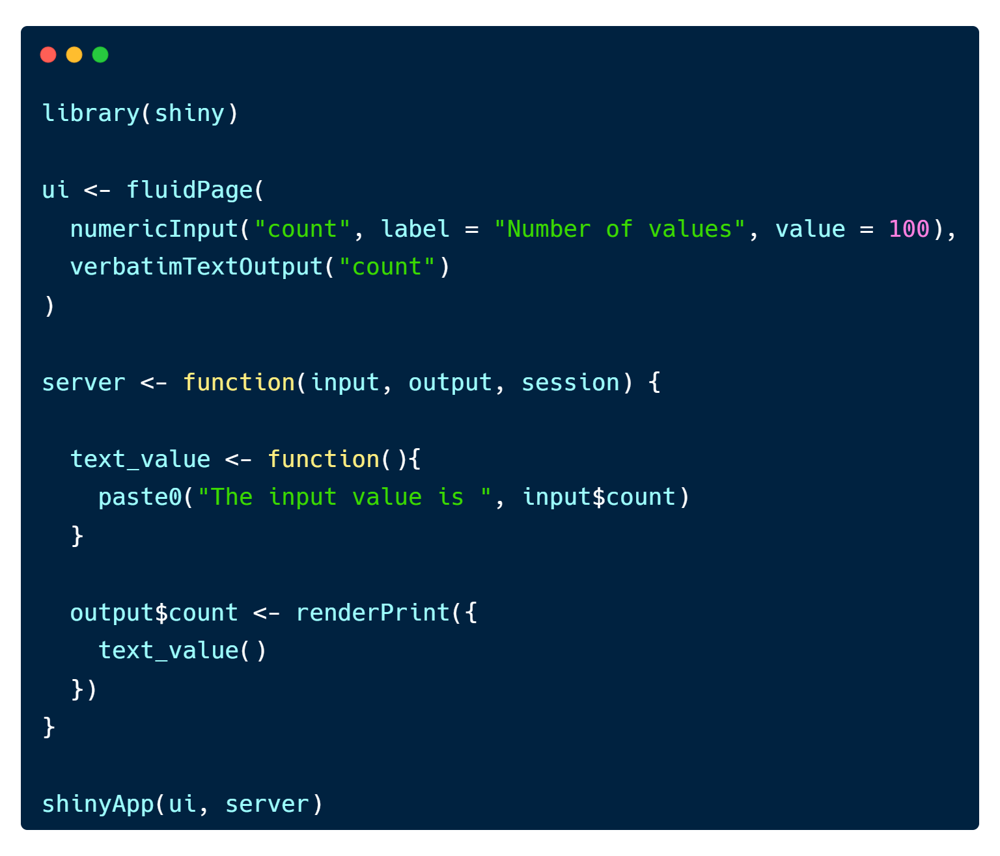 library(shiny)
ui <- fluidPage(
  numericInput("count", label = "Number of values", value = 100),
  verbatimTextOutput("count")
)
server <- function(input, output, session) {
  text_value <- function(){
    paste0("The input value is ", input$count)
  }
  output$count <- renderPrint({
    text_value()
  })
}
shinyApp(ui, server)